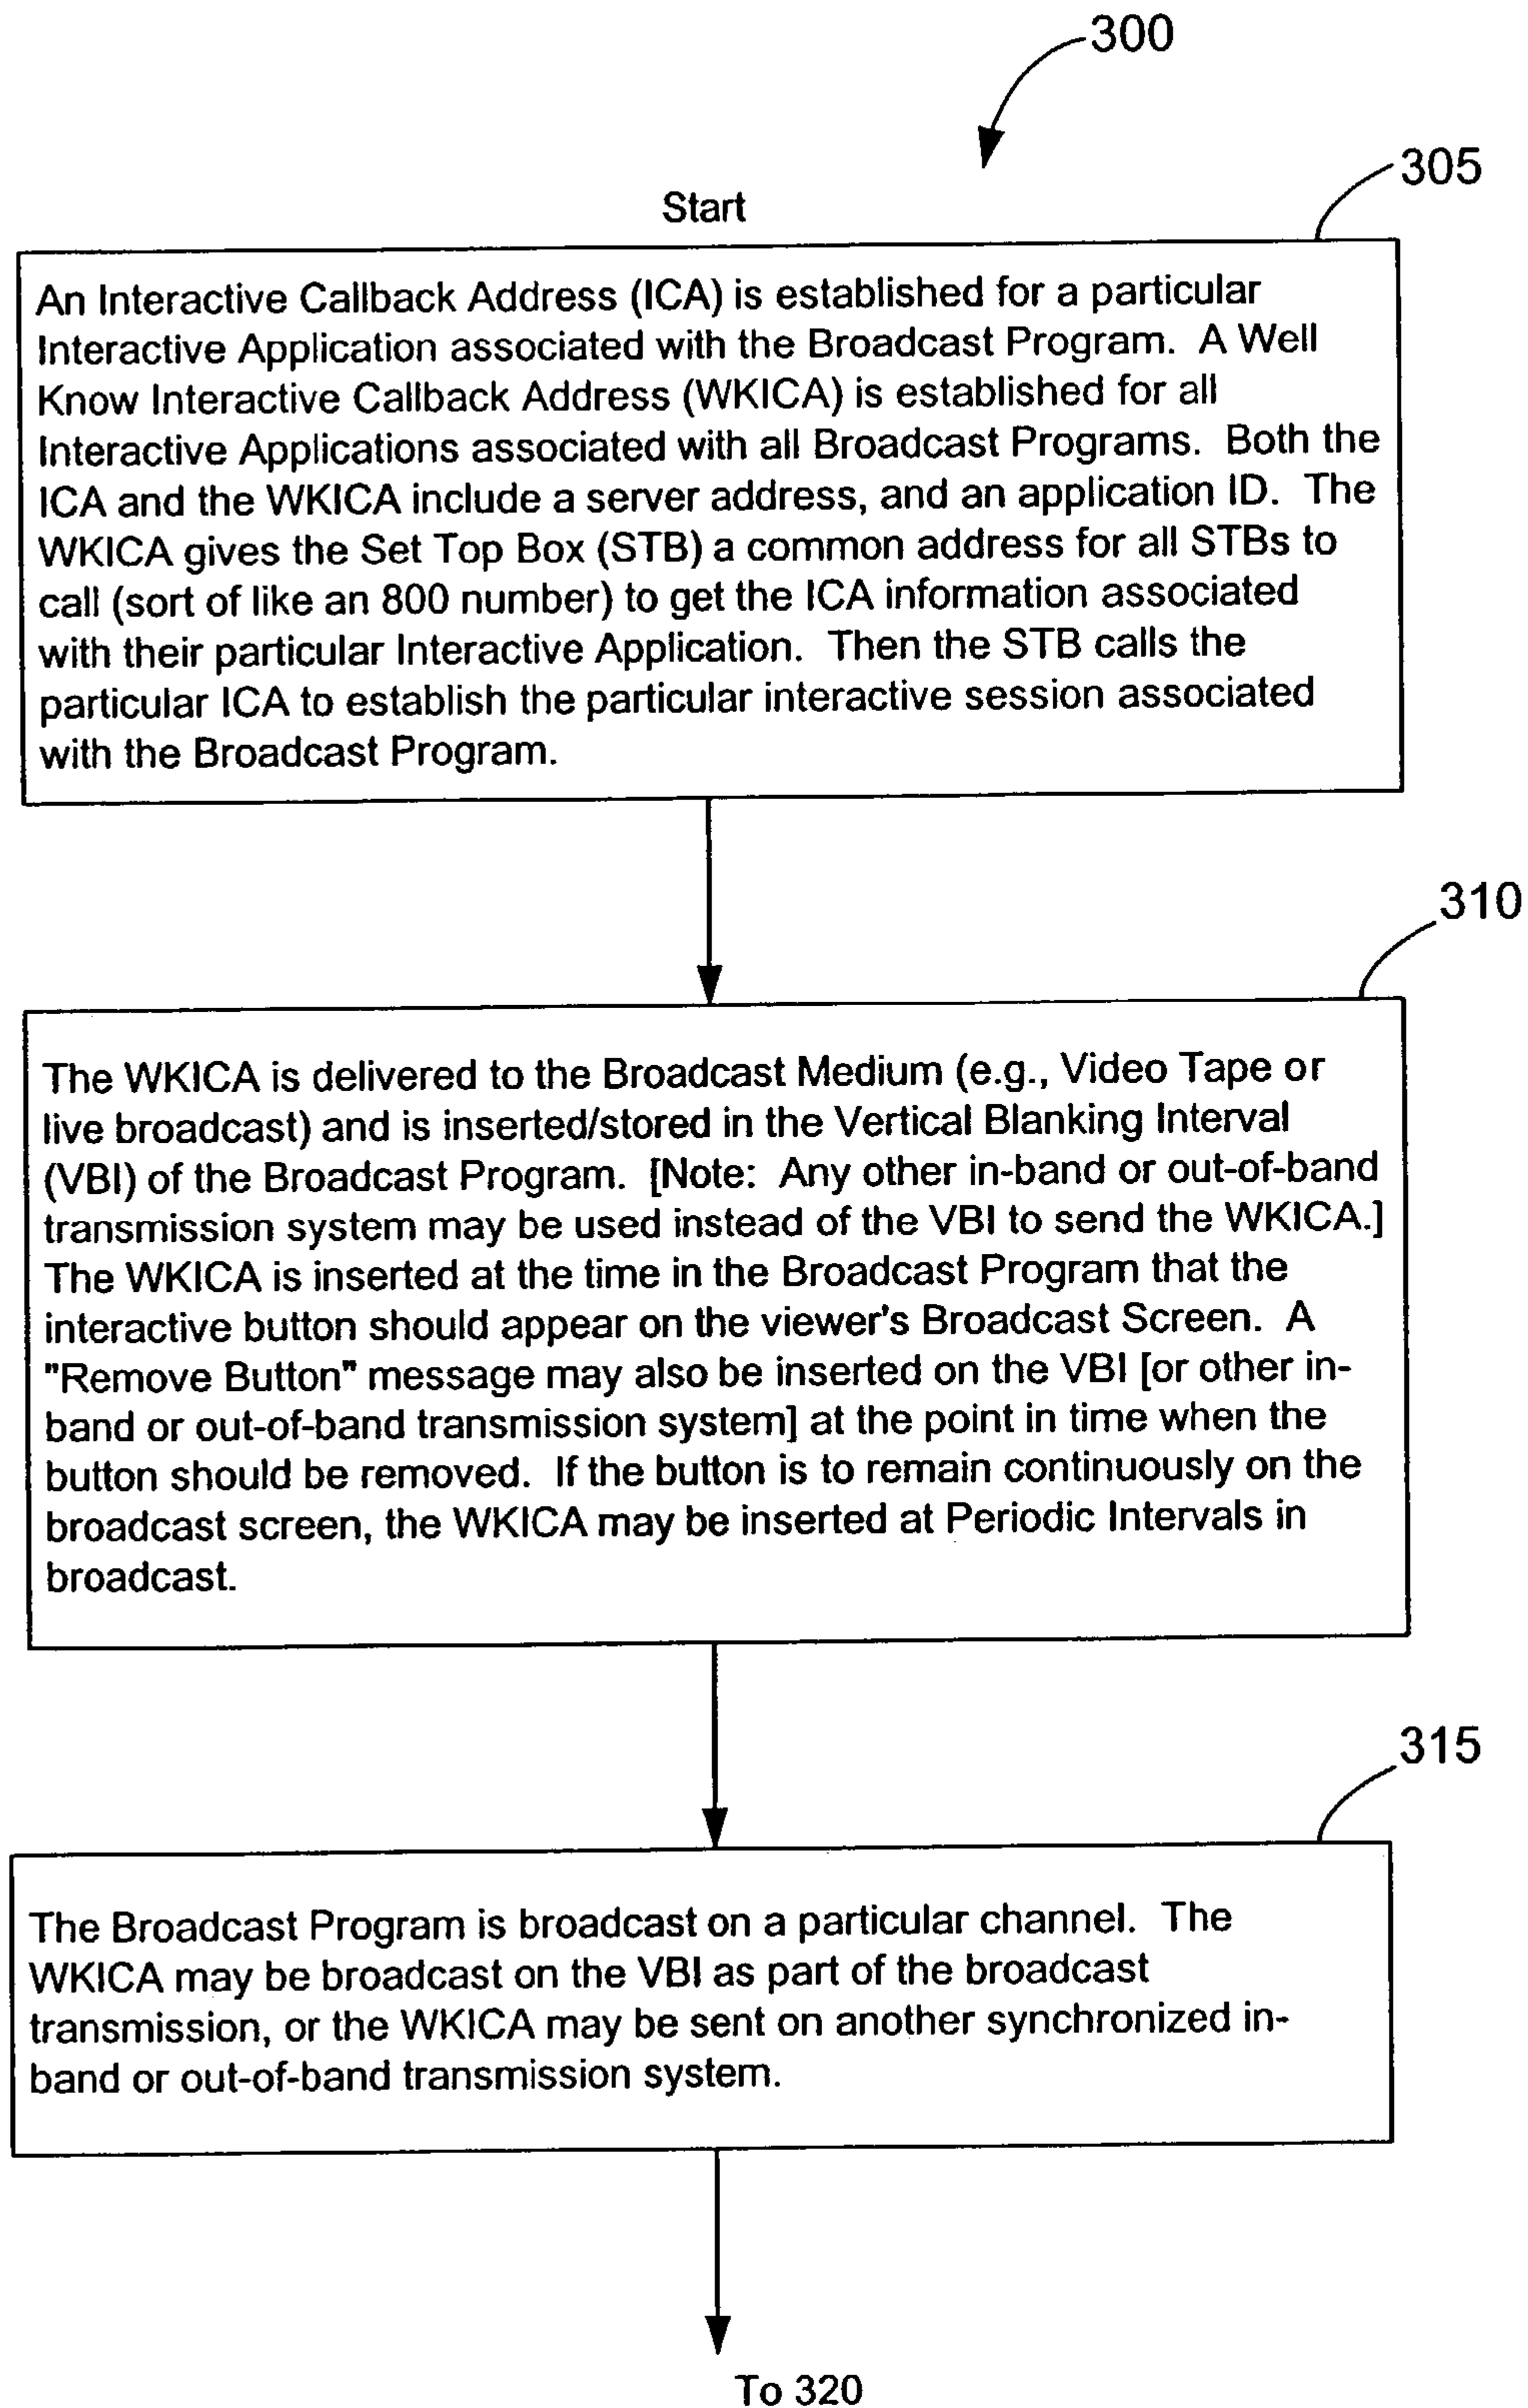 300
305
Start
An Interactive Callback Address (ICA) is established for a particular
Interactive Application associated with the Broadcast Program.  A Well
Know Interactive Callback Address (WKICA) is established for all
Interactive Applications associated with all Broadcast Programs.  Both the
ICA and the WKICA include a server address, and an application ID.  The
WKICA gives the Set Top Box (STB) a common address for all STBs to
call (sort of like an 800 number) to get the ICA information associated
with their particular Interactive Application.  Then the STB calls the
particular ICA to establish the particular interactive session associated
with the Broadcast Program.
310
The WKICA is delivered to the Broadcast Medium (e.g., Video Tape or
live broadcast) and is inserted/stored in the Vertical Blanking Interval
(VBI) of the Broadcast Program.  [Note:  Any other in-band or out-of-band
transmission system may be used instead of the VBI to send the WKICA.]
The WKICA is inserted at the time in the Broadcast Program that the
interactive button should appear on the viewer's Broadcast Screen.  A
"Remove Button" message may also be inserted on the VBI [or other in-
band or out-of-band transmission system] at the point in time when the
button should be removed.  If the button is to remain continuously on the
broadcast screen, the WKICA may be inserted at Periodic Intervals in
broadcast.
315
The Broadcast Program is broadcast on a particular channel.  The
WKICA may be broadcast on the VBI as part of the broadcast
transmission, or the WKICA may be sent on another synchronized in-
band or out-of-band transmission system.
To 320